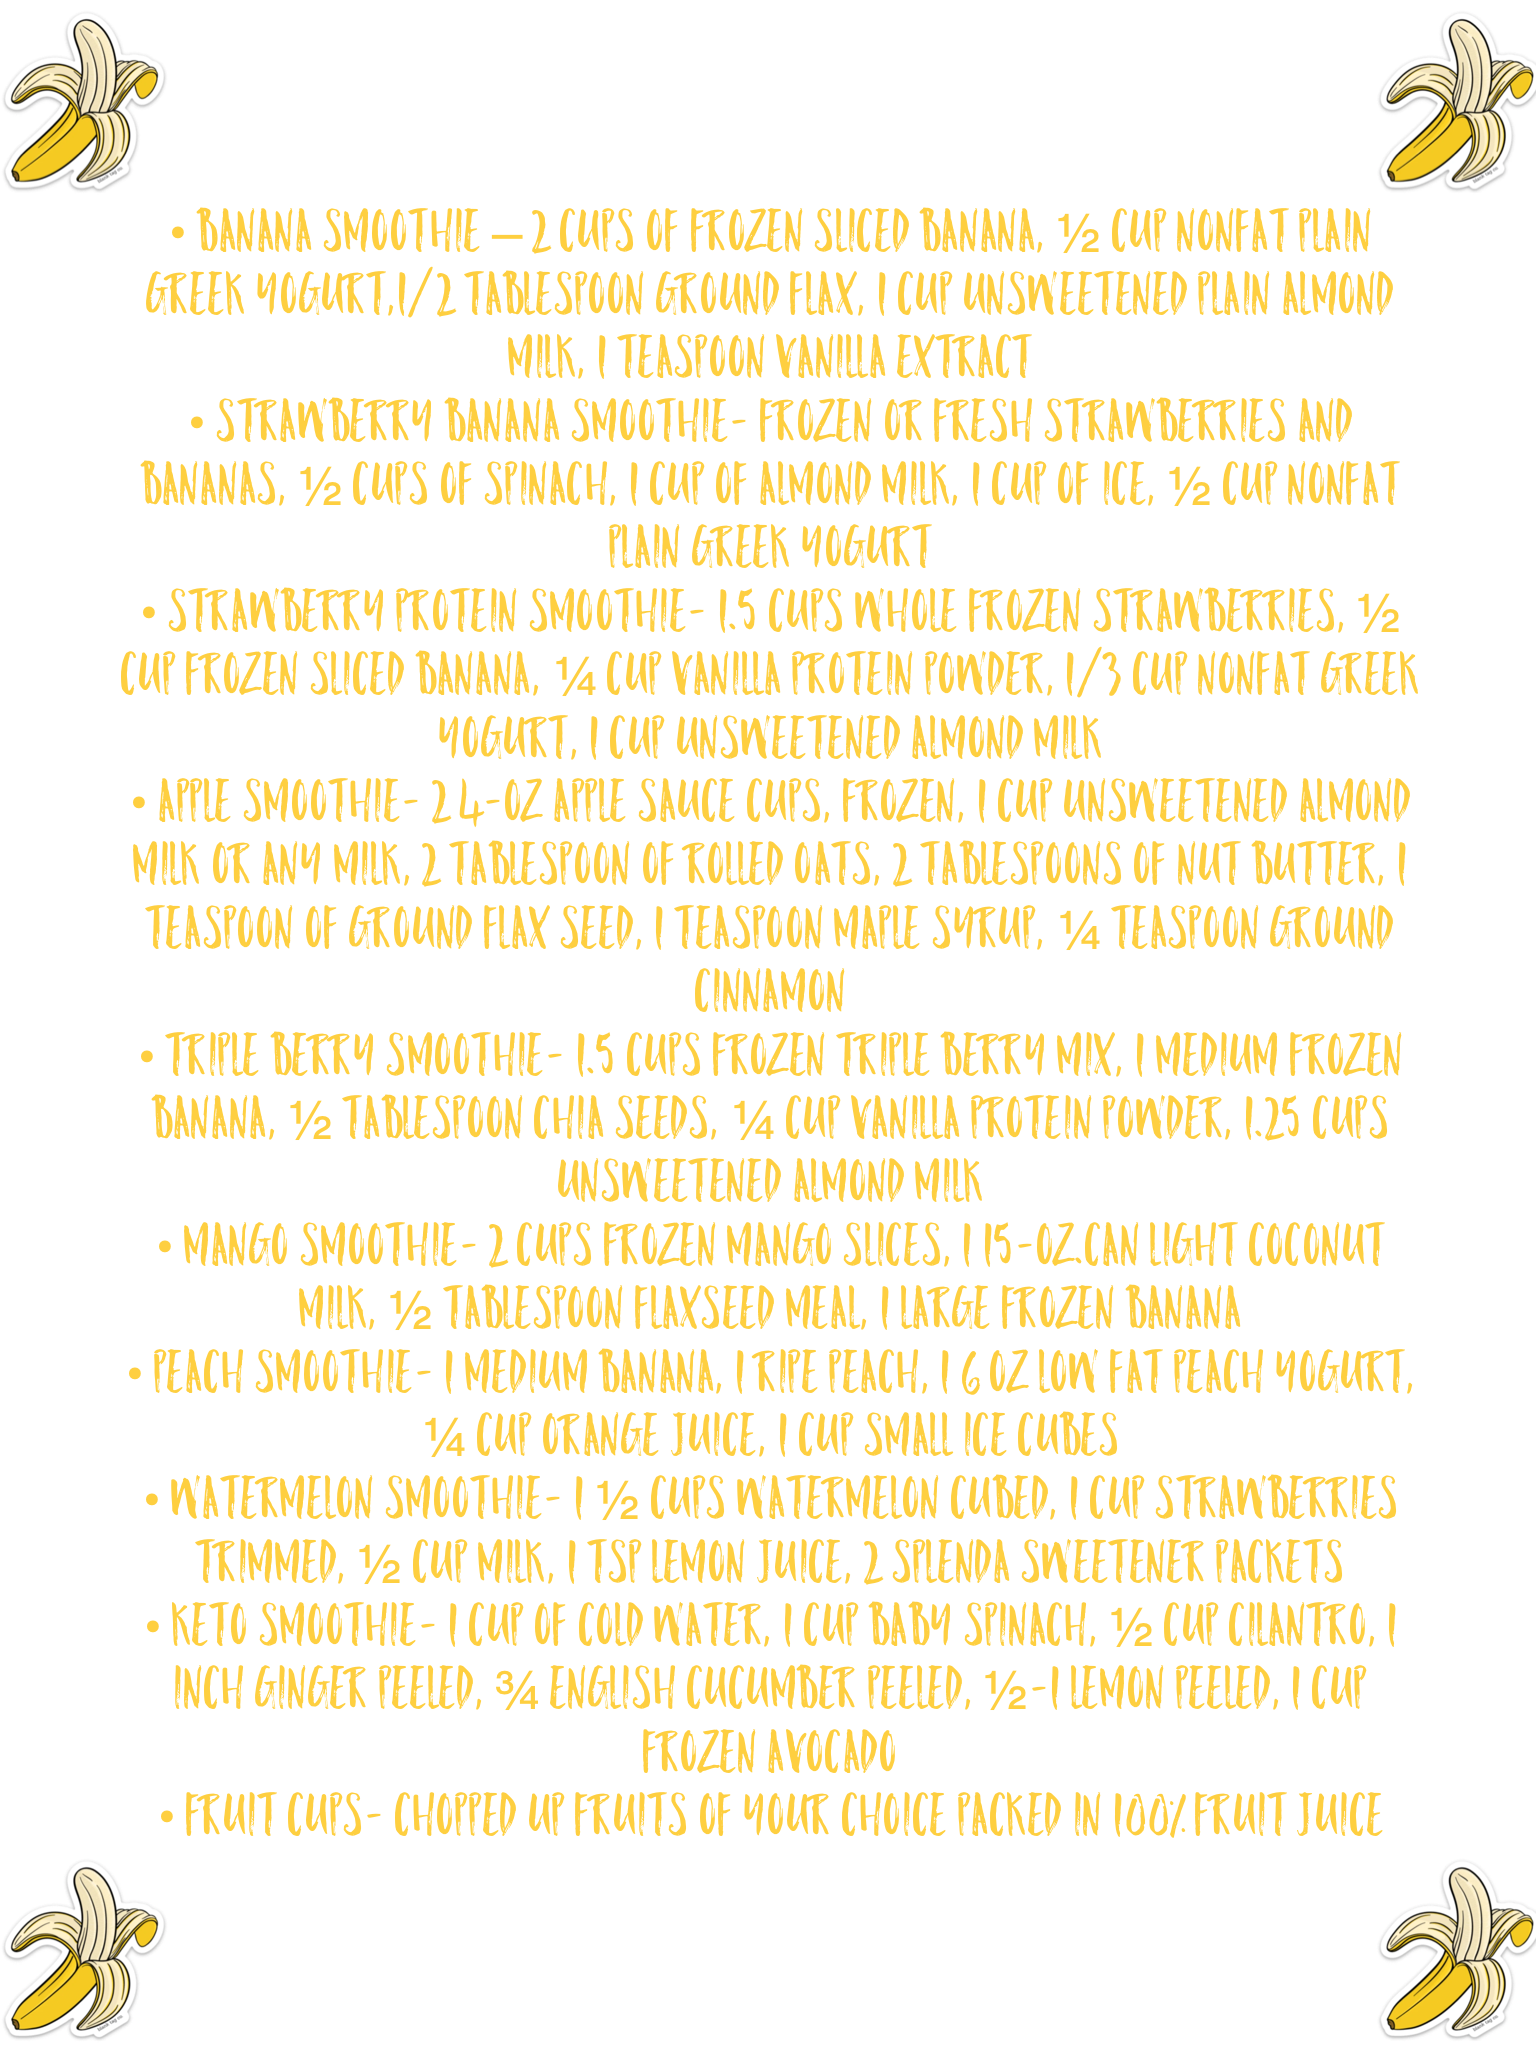 • BANANA SMOOTHIE – 2 CUPS OF FROZEN SLICED BANANA, ½ CUP NONFAT PLAIN
GREEK YOGURT,1/2 TABLESPOON GROUND FLAX, 1 CUP UNSWEETENED PLAIN ALMOND
MILK, 1 TEASPOON VANILLA EXTRACT
• STRAWBERRY BANANA SMOOTHIE- FROZEN OR FRESH STRAWBERRIES AND
BANANAS, ½ CUPS OF SPINACH, 1 CUP OF ALMOND MILK, 1 CUP OF ICE, ½ CUP NONFAT
PLAIN GREEK YOGURT
• STRAWBERRY PROTEIN SMOOTHIE- 1.5 CUPS WHOLE FROZEN STRAWBERRIES, ½
CUP FROZEN SLICED BANANA, ¼ CUP VANILLA PROTEIN POWDER, 1/3 CUP NONFAT GREEK
YOGURT, 1 CUP UNSWEETENED ALMOND MILK
• APPLE SMOOTHIE- 2 4-OZ APPLE SAUCE CUPS, FROZEN, 1 CUP UNSWEETENED ALMOND
MILK OR ANY MILK, 2 TABLESPOON OF ROLLED OATS, 2 TABLESPOONS OF NUT BUTTER, 1
TEASPOON OF GROUND FLAX SEED, 1 TEASPOON MAPLE SYRUP, ¼ TEASPOON GROUND
CINNAMON
• TRIPLE BERRY SMOOTHIE- 1.5 CUPS FROZEN TRIPLE BERRY MIX, 1 MEDIUM FROZEN
BANANA, ½ TABLESPOON CHIA SEEDS, ¼ CUP VANILLA PROTEIN POWDER, 1.25 CUPS
UNSWEETENED ALMOND MILK
• MANGO SMOOTHIE- 2 CUPS FROZEN MANGO SLICES, 1 15-OZ.CAN LIGHT COCONUT
MILK, ½ TABLESPOON FLAXSEED MEAL, 1 LARGE FROZEN BANANA
• PEACH SMOOTHIE- 1 MEDIUM BANANA, 1 RIPE PEACH, 1 6 OZ LOW FAT PEACH YOGURT,
¼ CUP ORANGE JUICE, 1 CUP SMALL ICE CUBES
• WATERMELON SMOOTHIE- 1 ½ CUPS WATERMELON CUBED, 1 CUP STRAWBERRIES
TRIMMED, ½ CUP MILK, 1 TSP LEMON JUICE, 2 SPLENDA SWEETENER PACKETS
• KETO SMOOTHIE- 1 CUP OF COLD WATER, 1 CUP BABY SPINACH, ½ CUP CILANTRO, 1
INCH GINGER PEELED, ¾ ENGLISH CUCUMBER PEELED, ½-1 LEMON PEELED, 1 CUP
FROZEN AVOCADO
• FRUIT CUPS- CHOPPED UP FRUITS OF YOUR CHOICE PACKED IN 100% FRUIT JUICE